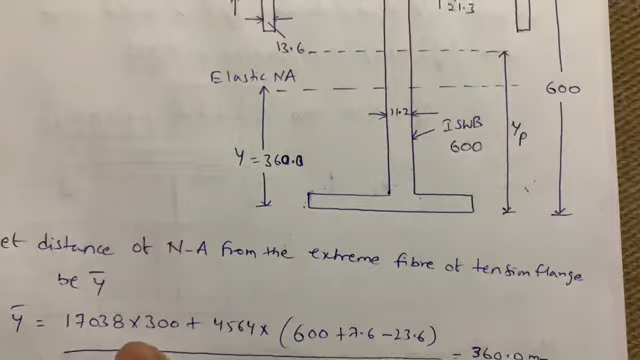 21.3
13.6
Elastic NA
600
11.2
ISWB
600
yp
y = 360.0
et distance of N-A from the extreme fibre of tension flange
be ȳ
ȳ = 17038 × 300 + 4564 × (600 + 7.6 - 23.6)
= 360.0 m